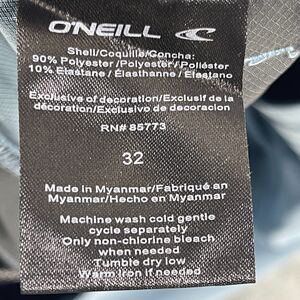 O'NEILL
Shell/Coquille/Concha:
90% Polyester/Polyester/Poliéster
10% Elastane / Élasthanne / Elastano
Exclusive of decoration/Exclusif de la
décoration/Exclusivo de decoracion
RN# 85773
32
Made in Myanmar/Fabriqué an
Myanmar/Hecho en Myanmar
Machine wash cold gentle
cycle separately
Only non-chlorine bleach
when needed
Tumble dry low
Warm iron if needed